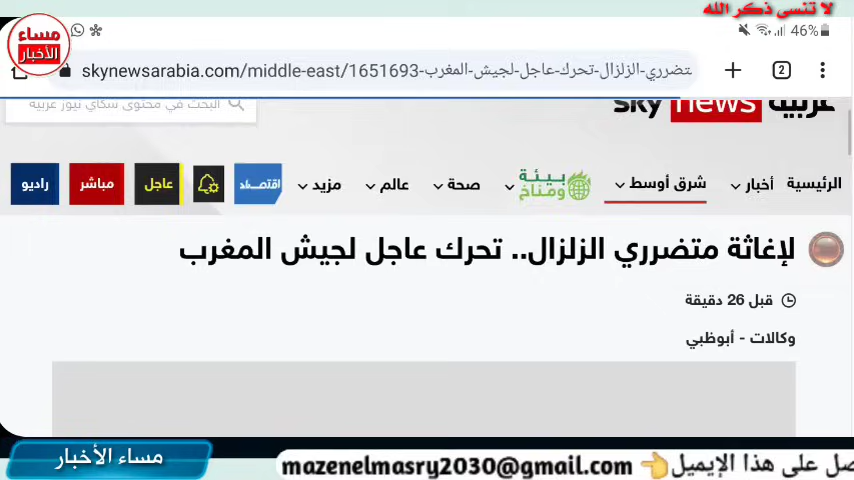 لا تنسى ذكر الله
مساء
الأخبار
46%
skynewsarabia.com/middle-east/1651693-متضرري-الزلزال-تحرك-عاجل-لجيش-المغرب
2
البحث في محتوى سكاي نيوز عربية
sky news عربية
الرئيسية
أخبار
شرق أوسط
بيئة ومناخ
صحة
عالم
مزيد
اقتصاد
عاجل
مباشر
راديو
لإغاثة متضرري الزلزال.. تحرك عاجل لجيش المغرب
قبل 26 دقيقة
وكالات - أبوظبي
مساء الأخبار
صل على هذا الإيميل 👈 mazenelmasry2030@gmail.com